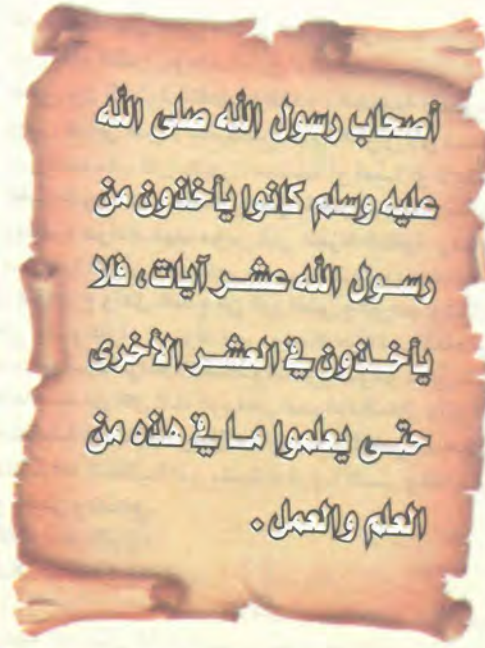 أصحاب رسول الله صلى الله
عليه وسلم كانوا يأخذون من
رسول الله عشر آيات، فلا
يأخذون في العشر الأخرى
حتى يعلموا ما في هذه من
العلم والعمل.